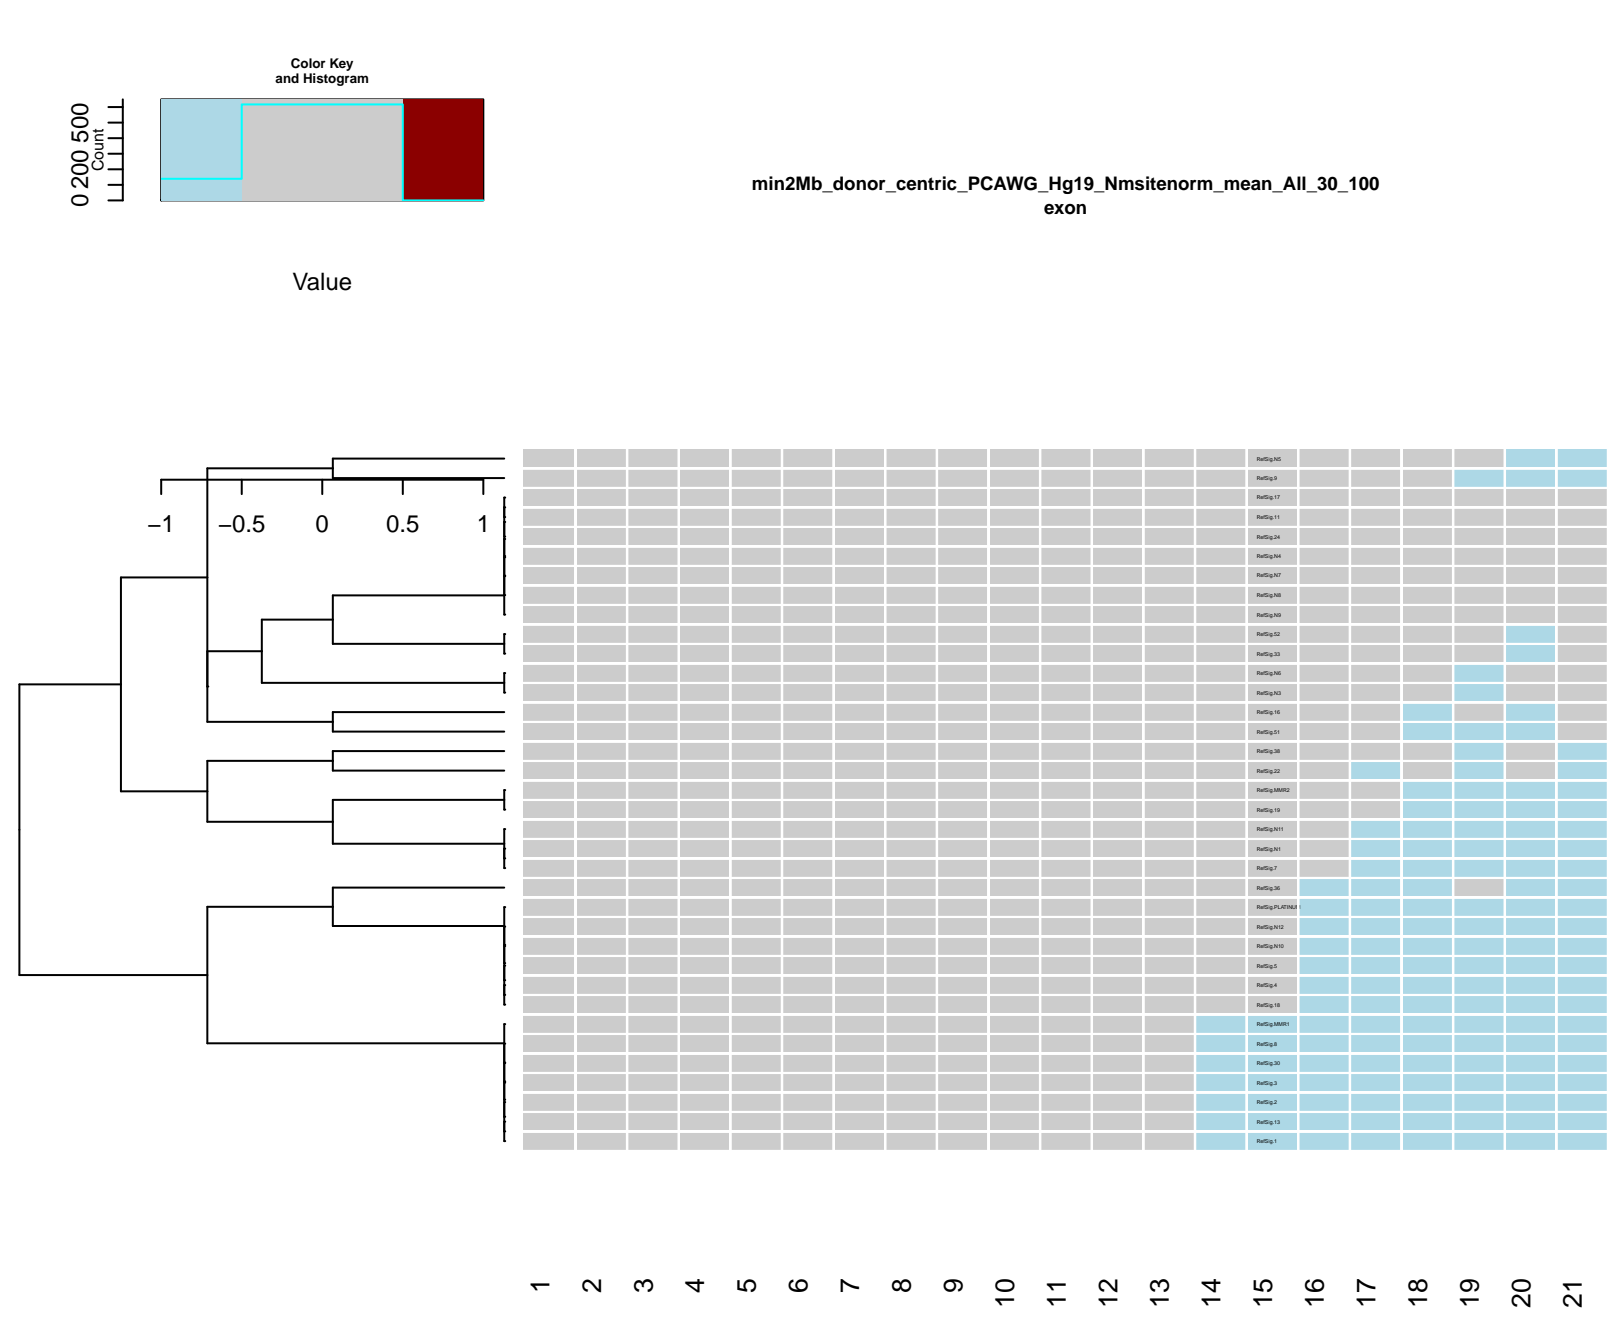 Color Key
and Histogram
0 200 500
Count
min2Mb_donor_centric_PCAWG_Hg19_Nmsitenorm_mean_All_30_100
exon
Value
−1 −0.5 0 0.5 1
RefSig.N5
RefSig.9
RefSig.17
RefSig.11
RefSig.24
RefSig.N4
RefSig.N7
RefSig.N8
RefSig.N9
RefSig.52
RefSig.33
RefSig.N6
RefSig.N3
RefSig.16
RefSig.51
RefSig.38
RefSig.22
RefSig.MMR2
RefSig.19
RefSig.N11
RefSig.N1
RefSig.7
RefSig.36
RefSig.PLATINUM
RefSig.N12
RefSig.N10
RefSig.5
RefSig.4
RefSig.18
RefSig.MMR1
RefSig.8
RefSig.30
RefSig.3
RefSig.2
RefSig.13
RefSig.1
1 2 3 4 5 6 7 8 9 10 11 12 13 14 15 16 17 18 19 20 21